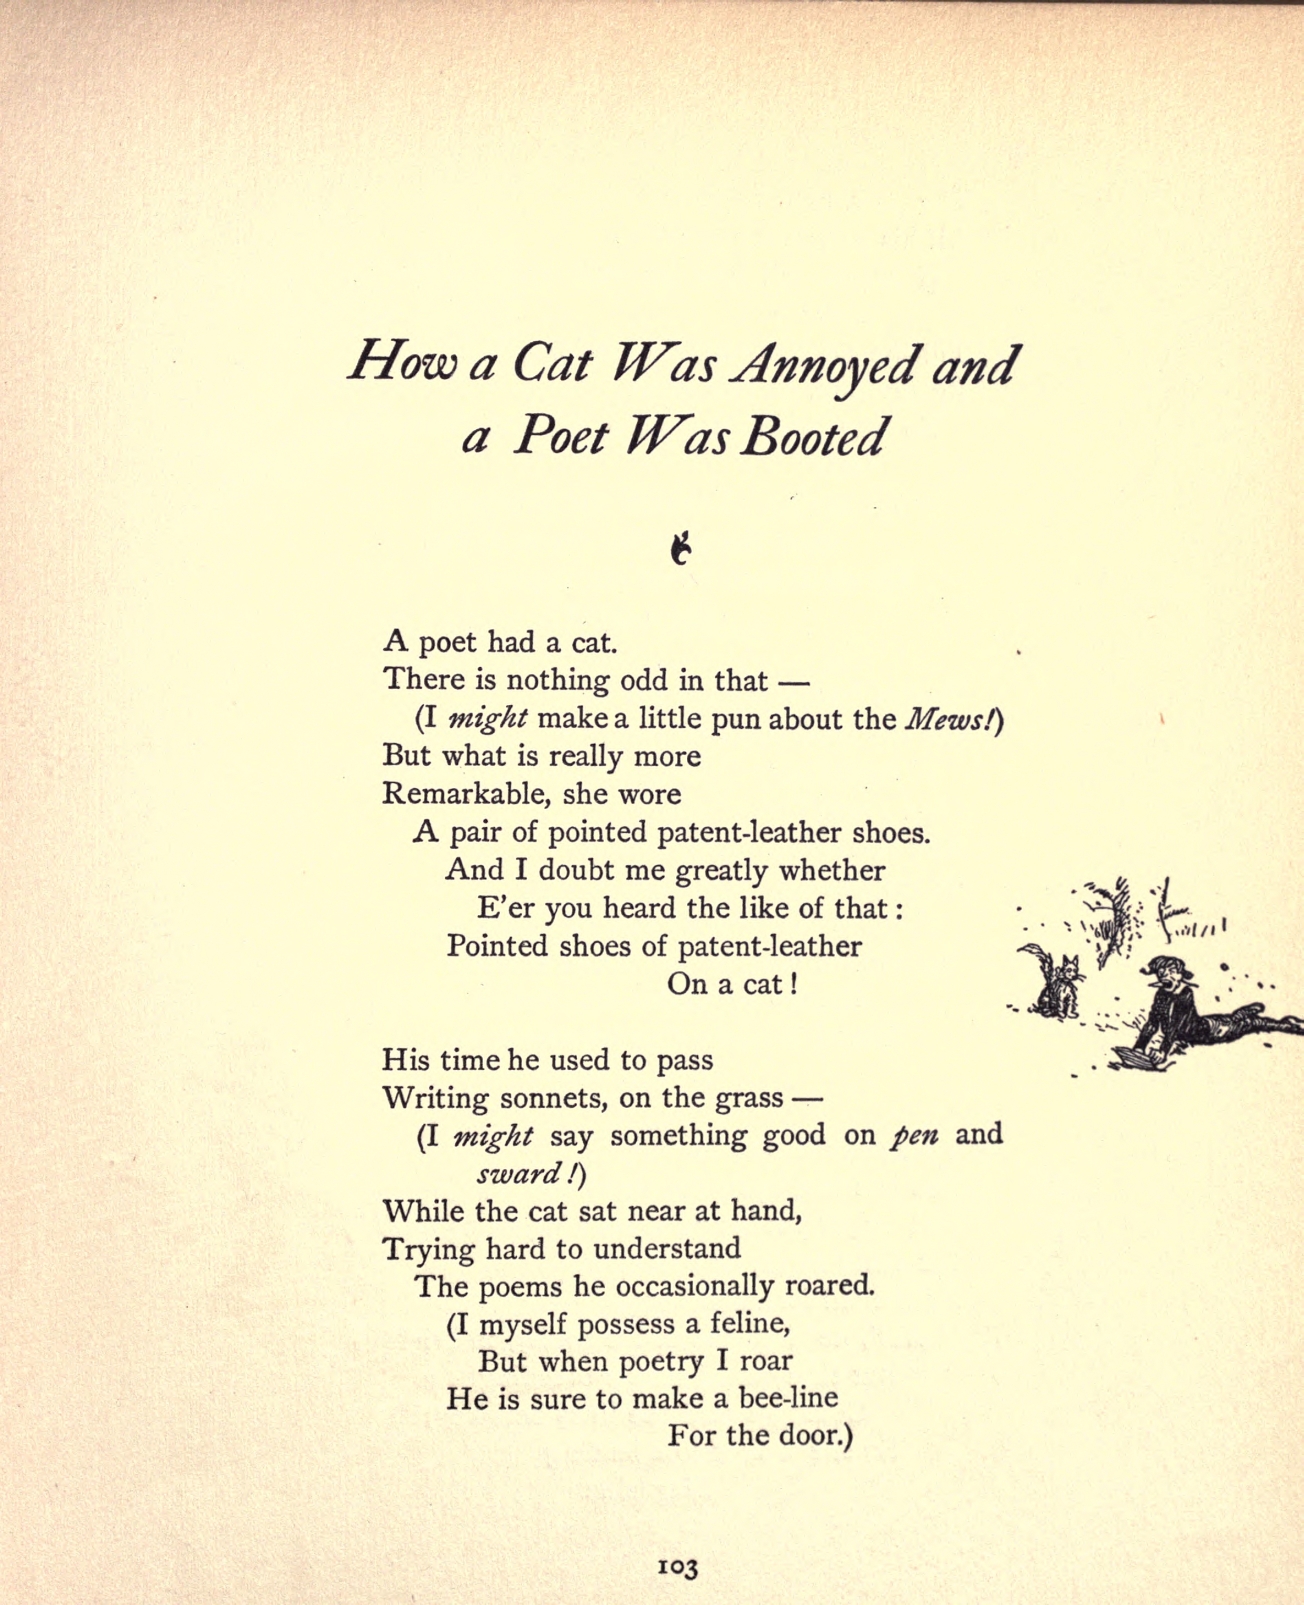 How a Cat Was Annoyed and
a Poet Was Booted
A poet had a cat.
There is nothing odd in that —
(I might make a little pun about the Mews!)
But what is really more
Remarkable, she wore
A pair of pointed patent-leather shoes.
And I doubt me greatly whether
E'er you heard the like of that :
Pointed shoes of patent-leather
On a cat !
His time he used to pass
Writing sonnets, on the grass —
(I might say something good on pen and
sward !)
While the cat sat near at hand,
Trying hard to understand
The poems he occasionally roared.
(I myself possess a feline,
But when poetry I roar
He is sure to make a bee-line
For the door.)
103